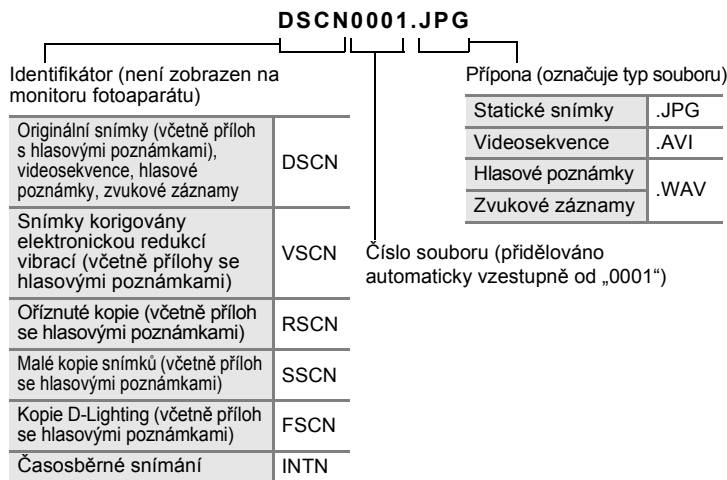 DSCN0001.JPG
Identifikátor (není zobrazen na
monitoru fotoaparátu)
Originální snímky (včetně příloh
s hlasovými poznámkami),
videosekvence, hlasové
poznámky, zvukové záznamy
DSCN
Snímky korigovány
elektronickou redukcí
vibrací (včetně přílohy se
hlasovými poznámkami)
VSCN
Oříznuté kopie (včetně příloh
se hlasovými poznámkami)
RSCN
Malé kopie snímků (včetně příloh
se hlasovými poznámkami)
SSCN
Kopie D-Lighting (včetně příloh
se hlasovými poznámkami)
FSCN
Časosběrné snímání
INTN
Číslo souboru (přidělováno
automaticky vzestupně od „0001“)
Přípona (označuje typ souboru)
Statické snímky
.JPG
Videosekvence
.AVI
Hlasové poznámky
Zvukové záznamy
.WAV